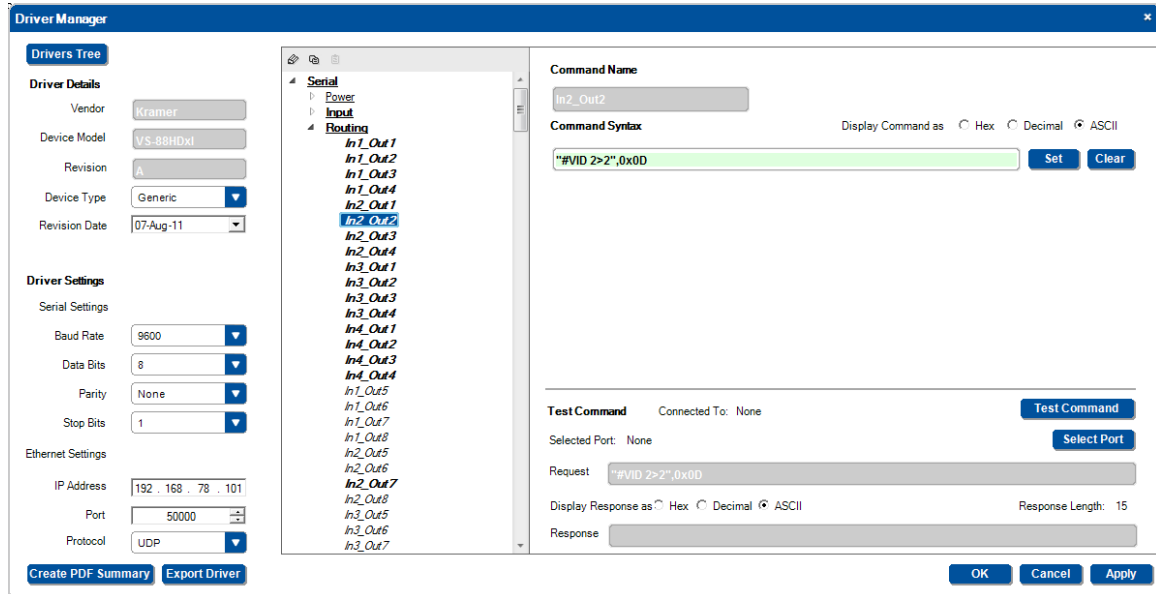 Driver Manager
Drivers Tree
Driver Details
Vendor Kramer
Device Model VS-88HDxl
Revision A
Device Type Generic
Revision Date 07-Aug-11
Driver Settings
Serial Settings
Baud Rate 9600
Data Bits 8
Parity None
Stop Bits 1
Ethernet Settings
IP Address 192 . 168 . 78 . 101
Port 50000
Protocol UDP
Create PDF Summary Export Driver
Serial
Power
Input
Routing
In1_Out1
In1_Out2
In1_Out3
In1_Out4
In2_Out1
In2_Out2
In2_Out3
In2_Out4
In3_Out1
In3_Out2
In3_Out3
In3_Out4
In4_Out1
In4_Out2
In4_Out3
In4_Out4
In1_Out5
In1_Out6
In1_Out7
In1_Out8
In2_Out5
In2_Out6
In2_Out7
In2_Out8
In3_Out5
In3_Out6
In3_Out7
Command Name
In2_Out2
Command Syntax Display Command as Hex Decimal ASCII
"#VID 2>2",0x0D Set Clear
Test Command Connected To: None Test Command
Selected Port: None Select Port
Request "#VID 2>2",0x0D
Display Response as Hex Decimal ASCII Response Length: 15
Response
OK Cancel Apply